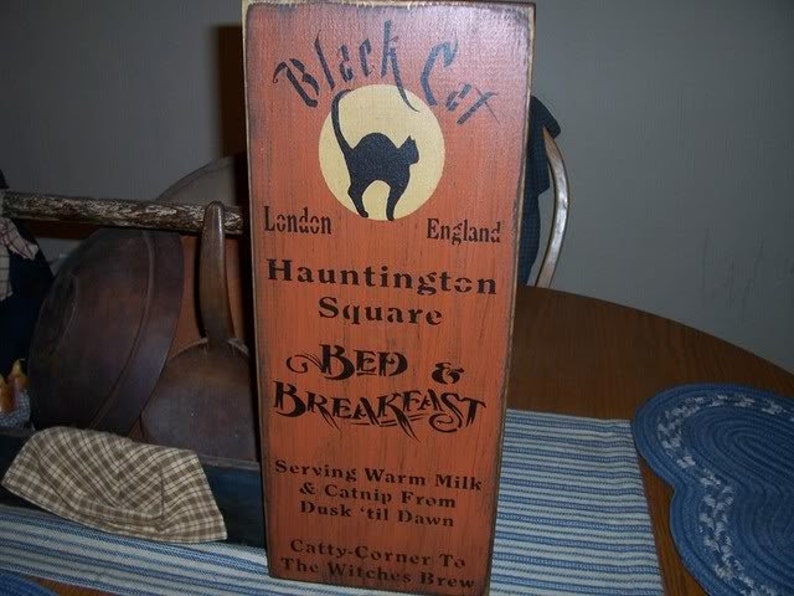 Black Cat
London England
Hauntington
Square
Bed &
Breakfast
Serving Warm Milk
& Catnip From
Dusk 'til Dawn
Catty-Corner To
The Witches Brew